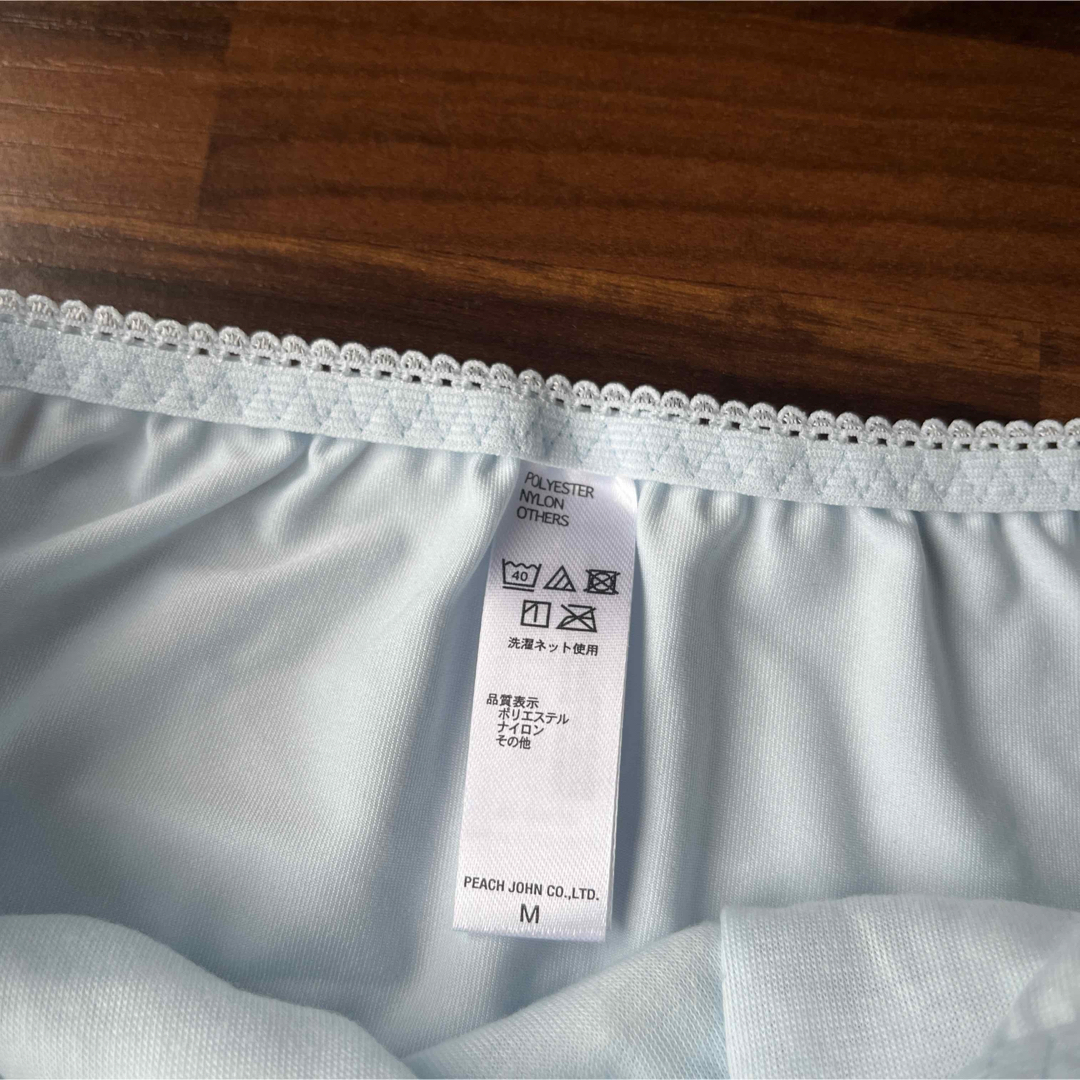 POLYESTER
NYLON
OTHERS
40
洗濯ネット使用
品質表示
ポリエステル
ナイロン
その他
PEACH JOHN CO.,LTD.
M